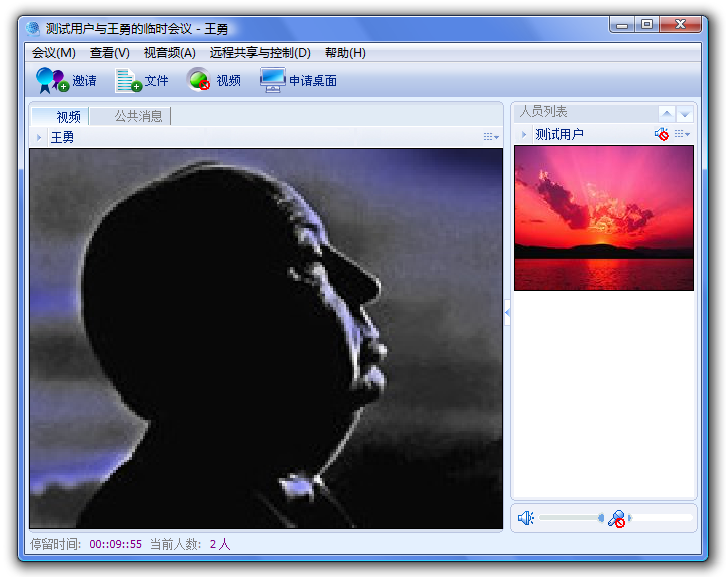 测试用户与王勇的临时会议 - 王勇
会议(M) 查看(V) 视音频(A) 远程共享与控制(D) 帮助(H)
邀请 文件 视频 申请桌面
视频 公共消息
人员列表
王勇
测试用户
停留时间: 00::09::55 当前人数: 2 人